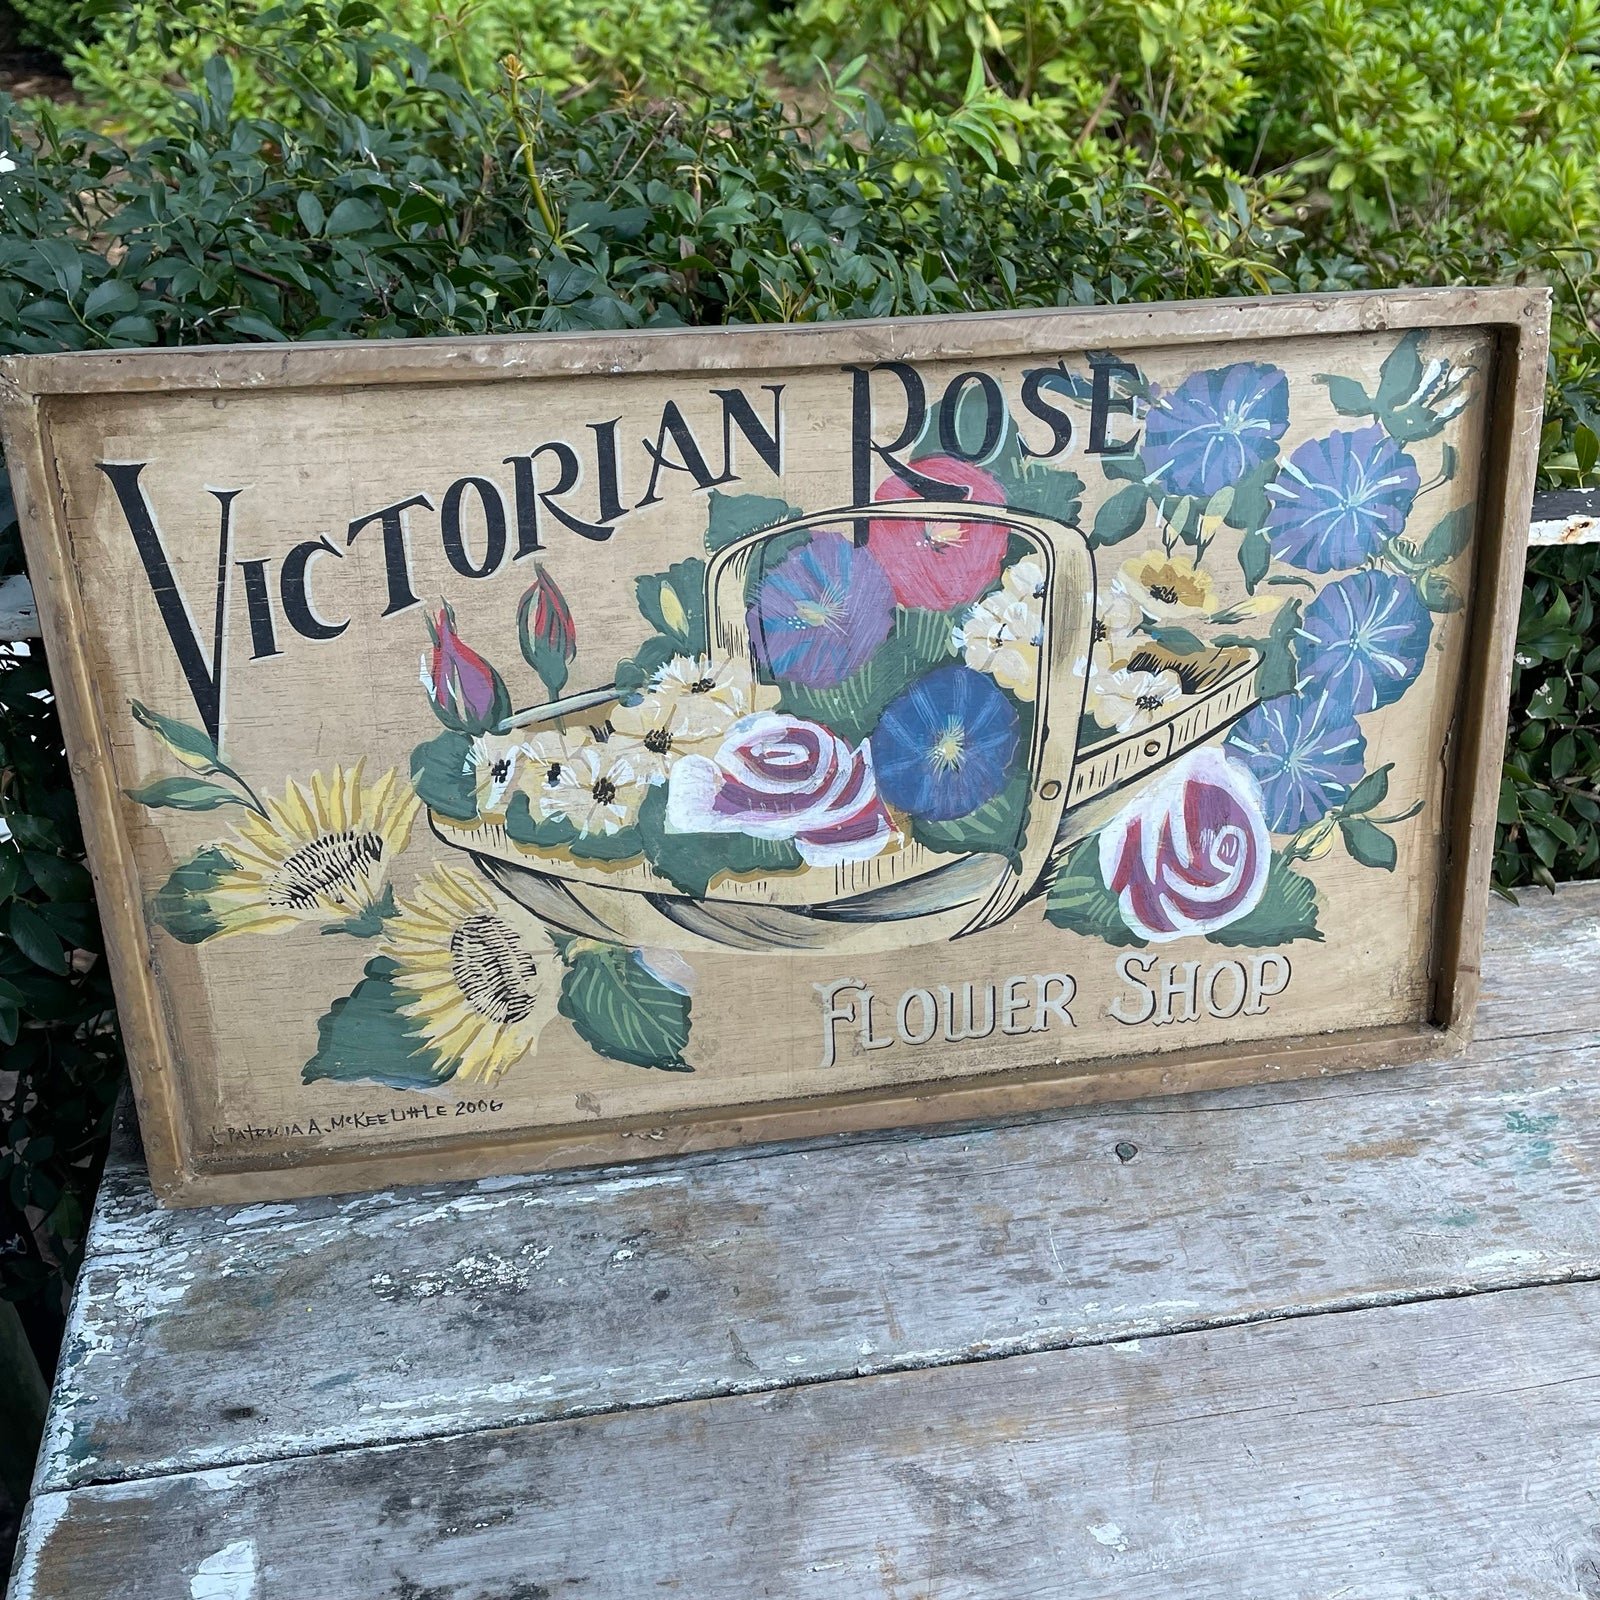 VICTORIAN ROSE
FLOWER SHOP
PATRICIA A. McKEE LITTLE 2006